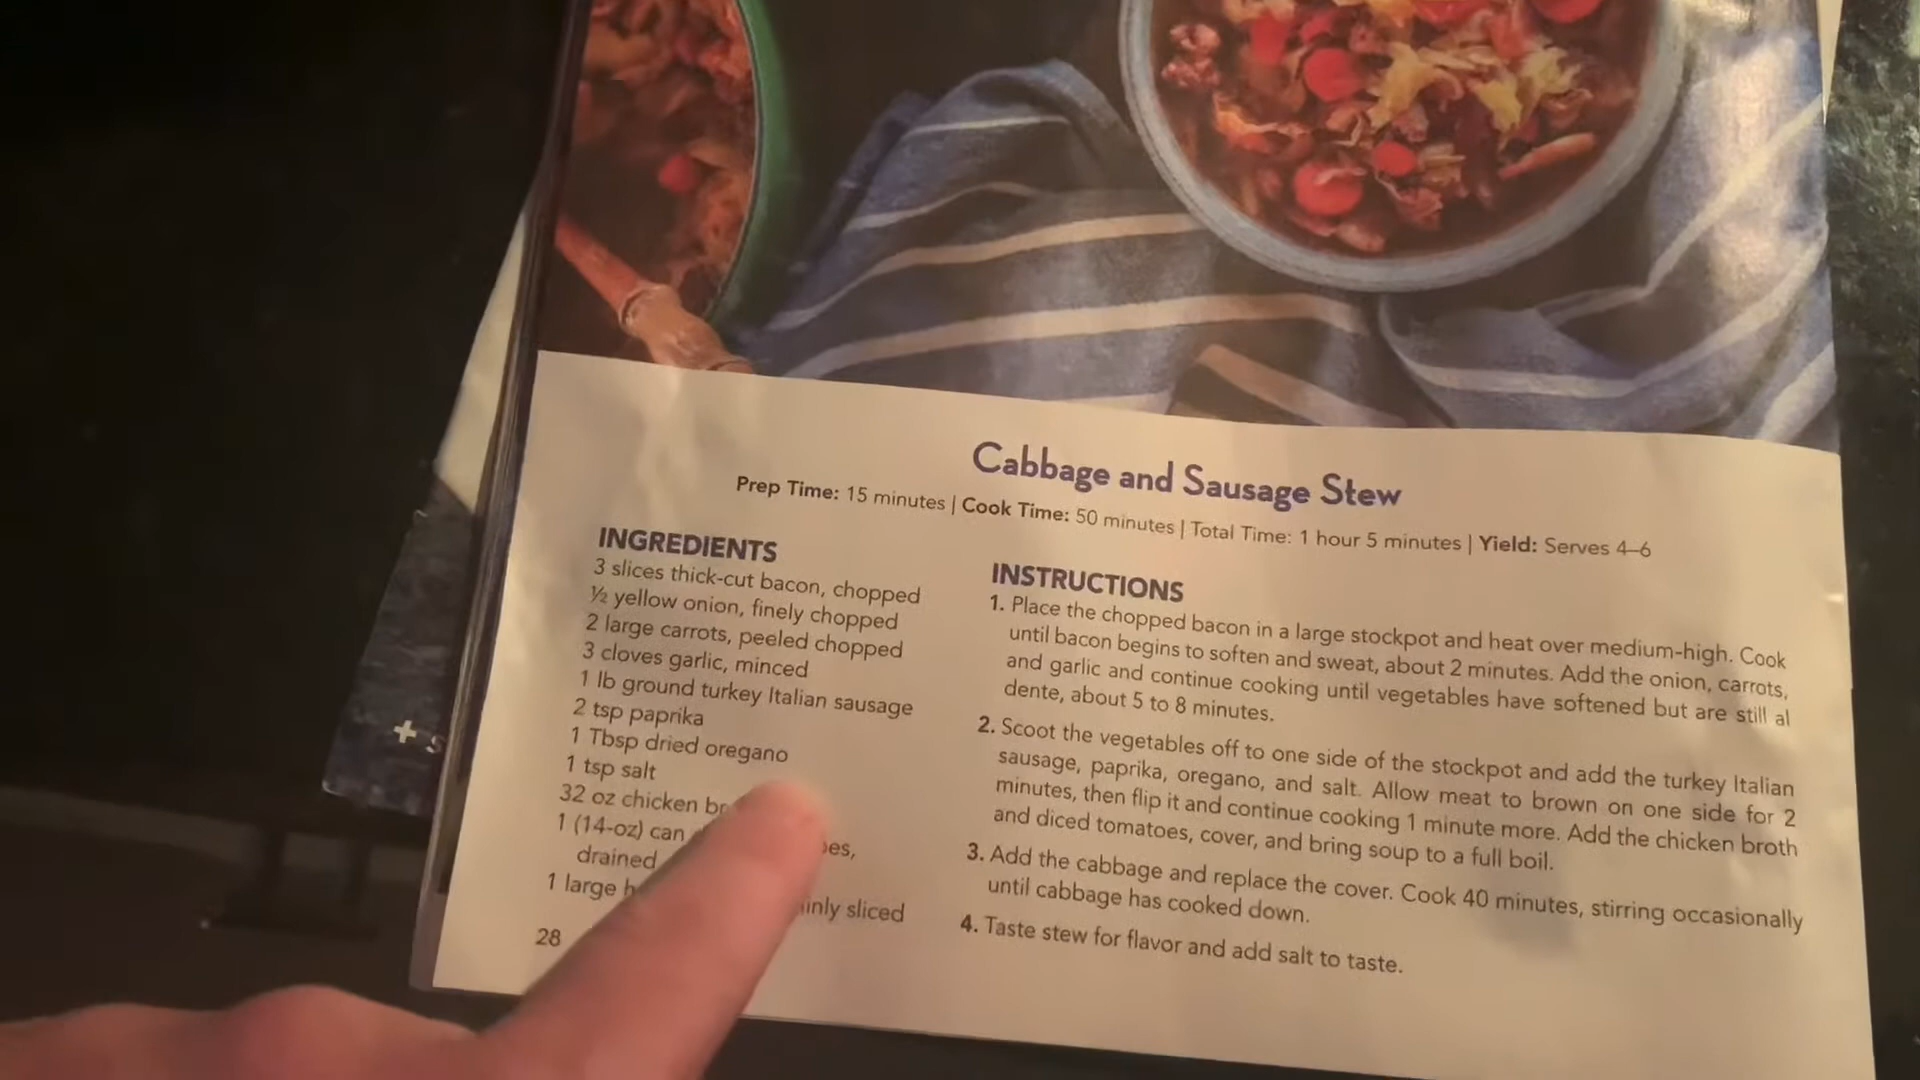 Cabbage and Sausage Stew
Prep Time: 15 minutes | Cook Time: 50 minutes | Total Time: 1 hour 5 minutes | Yield: Serves 4–6
INGREDIENTS
3 slices thick-cut bacon, chopped
½ yellow onion, finely chopped
2 large carrots, peeled chopped
3 cloves garlic, minced
1 lb ground turkey Italian sausage
2 tsp paprika
1 Tbsp dried oregano
1 tsp salt
32 oz chicken
1 (14-oz) can
drained
1 large
sliced
28
INSTRUCTIONS
1. Place the chopped bacon in a large stockpot and heat over medium-high. Cook
until bacon begins to soften and sweat, about 2 minutes. Add the onion, carrots,
and garlic and continue cooking until vegetables have softened but are still al
dente, about 5 to 8 minutes.
2. Scoot the vegetables off to one side of the stockpot and add the turkey Italian
sausage, paprika, oregano, and salt. Allow meat to brown on one side for 2
minutes, then flip it and continue cooking 1 minute more. Add the chicken broth
and diced tomatoes, cover, and bring soup to a full boil.
3. Add the cabbage and replace the cover. Cook 40 minutes, stirring occasionally
until cabbage has cooked down.
4. Taste stew for flavor and add salt to taste.